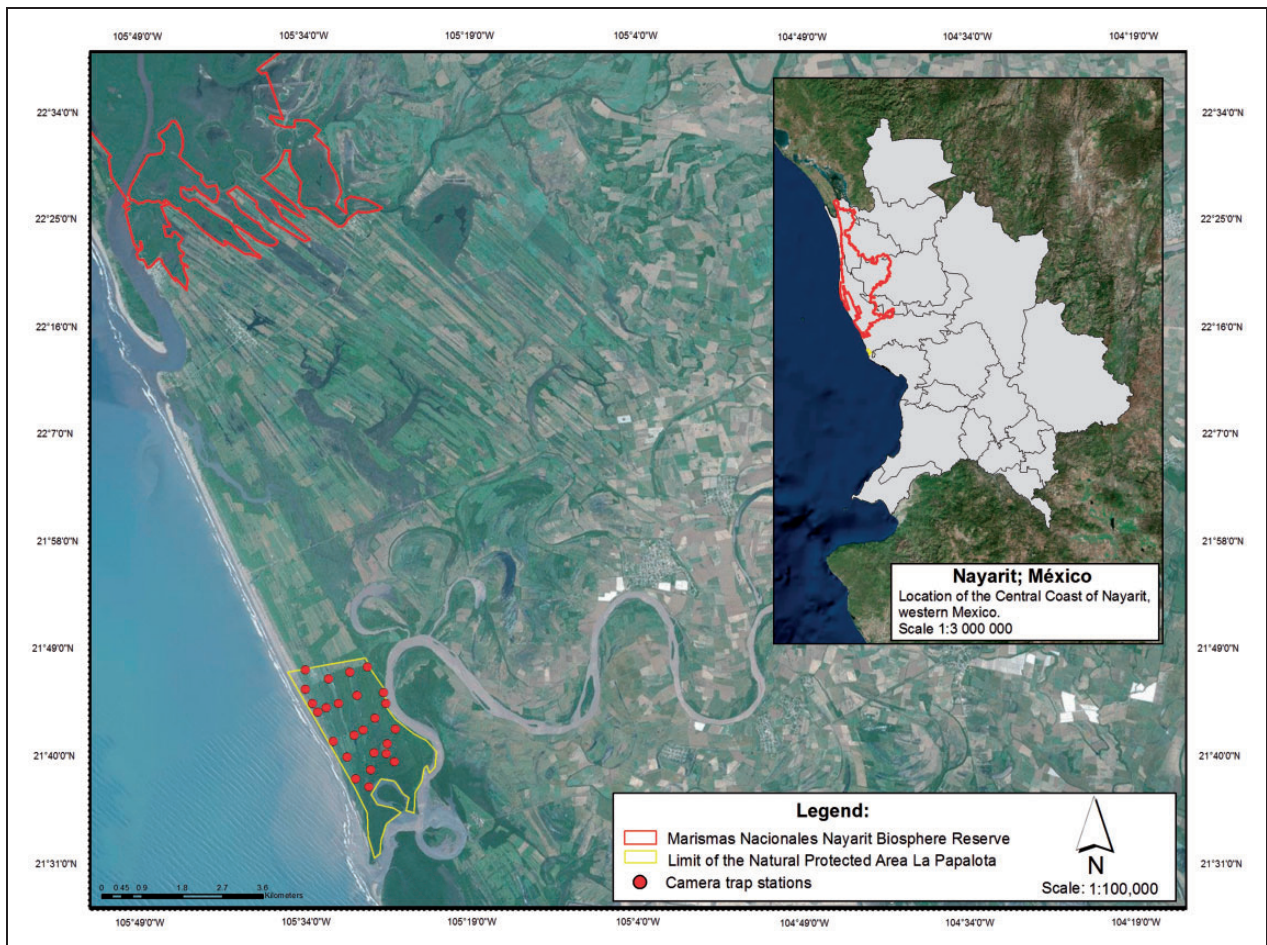 105°49'0"W 105°34'0"W 105°19'0"W 105°4'0"W 104°49'0"W 104°34'0"W 104°19'0"W
22°34'0"N 22°34'0"N
22°25'0"N 22°25'0"N
22°16'0"N 22°16'0"N
22°7'0"N 22°7'0"N
21°58'0"N 21°58'0"N
Nayarit; México
Location of the Central Coast of Nayarit,
western Mexico.
Scale 1:3 000 000
21°49'0"N 21°49'0"N
21°40'0"N 21°40'0"N
Legend:
Marismas Nacionales Nayarit Biosphere Reserve
Limit of the Natural Protected Area La Papalota
Camera trap stations
N
Scale: 1:100,000
21°31'0"N 21°31'0"N
0 0.45 0.9 1.8 2.7 3.6
Kilometers
105°49'0"W 105°34'0"W 105°19'0"W 105°4'0"W 104°49'0"W 104°34'0"W 104°19'0"W